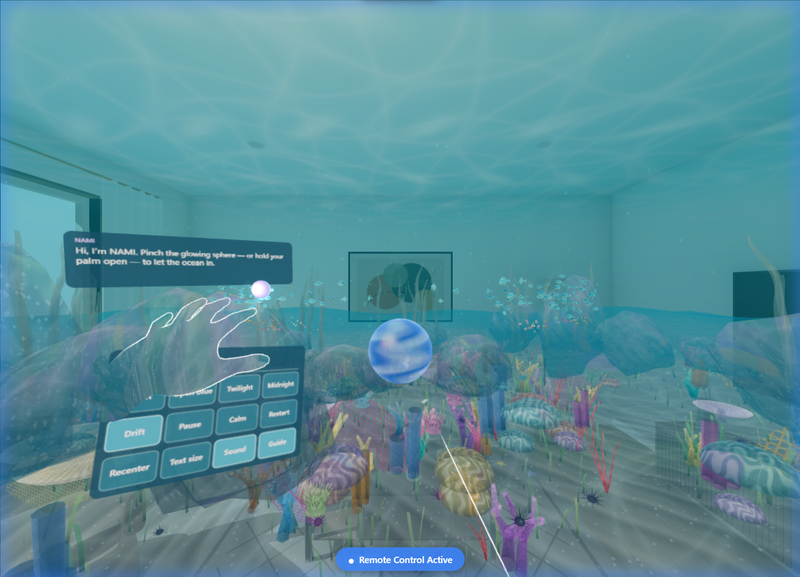 NAMI
Hi, I'm NAMI. Pinch the glowing sphere — or hold your
palm open — to let the ocean in.
Twilight
Midnight
Drift
Pause
Calm
Restart
Recenter
Text size
Sound
Guide
Remote Control Active